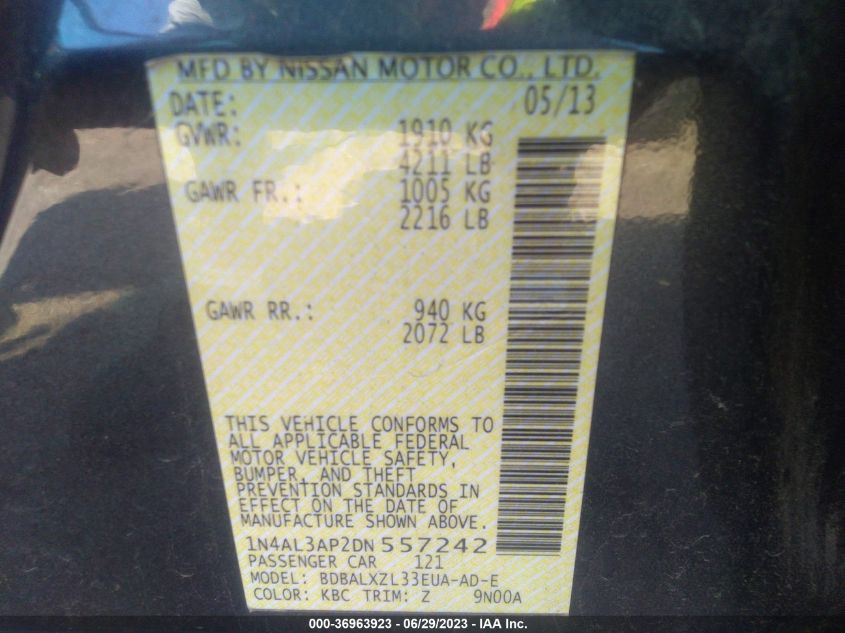 MFD BY NISSAN MOTOR CO., LTD.
DATE: 05/13
GVWR: 1910 KG
4211 LB
GAWR FR.: 1005 KG
2216 LB
GAWR RR.: 940 KG
2072 LB
THIS VEHICLE CONFORMS TO
ALL APPLICABLE FEDERAL
MOTOR VEHICLE SAFETY,
BUMPER, AND THEFT
PREVENTION STANDARDS IN
EFFECT ON THE DATE OF
MANUFACTURE SHOWN ABOVE.
1N4AL3AP2DN557242
PASSENGER CAR 121
MODEL: BDBALXZL33EUA-AD-E
COLOR: KBC TRIM: Z 9N00A
000-36963923 - 06/29/2023 - IAA Inc.